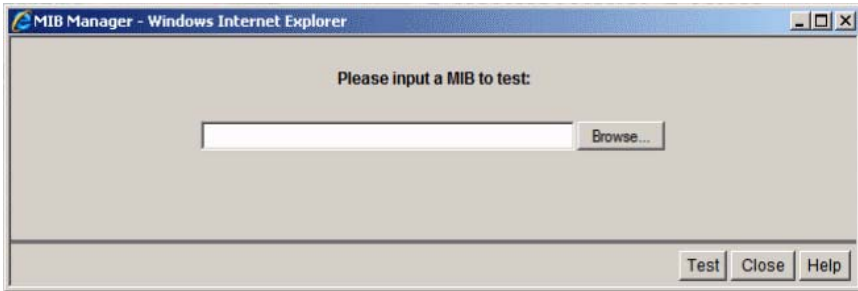 MIB Manager - Windows Internet Explorer
Please input a MIB to test:
Browse...
Test Close Help